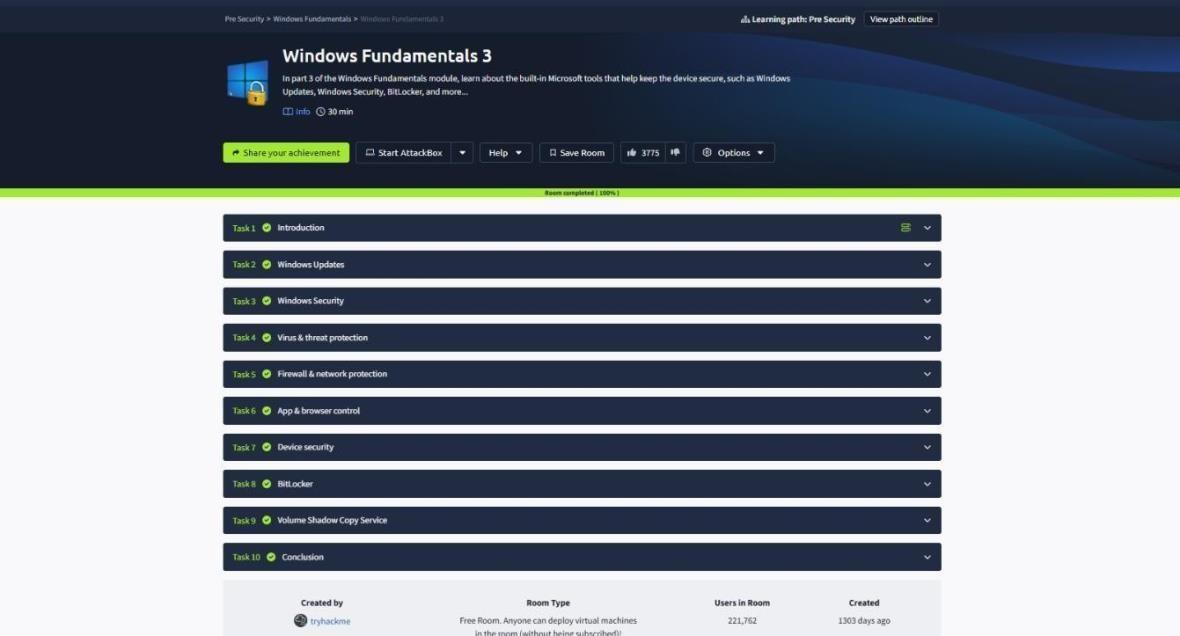 Pre Security > Windows Fundamentals > Windows Fundamentals 3
Learning path: Pre Security
View path outline
Windows Fundamentals 3
In part 3 of the Windows Fundamentals module, learn about the built-in Microsoft tools that help keep the device secure, such as Windows
Updates, Windows Security, BitLocker, and more...
Info 30 min
Share your achievement
Start AttackBox
Help
Save Room
3775
Options
Room completed ( 100% )
Task 1 Introduction
Task 2 Windows Updates
Task 3 Windows Security
Task 4 Virus & threat protection
Task 5 Firewall & network protection
Task 6 App & browser control
Task 7 Device security
Task 8 BitLocker
Task 9 Volume Shadow Copy Service
Task 10 Conclusion
Created by
tryhackme
Room Type
Free Room. Anyone can deploy virtual machines
in the room (without being subscribed)!
Users in Room
221,762
Created
1303 days ago